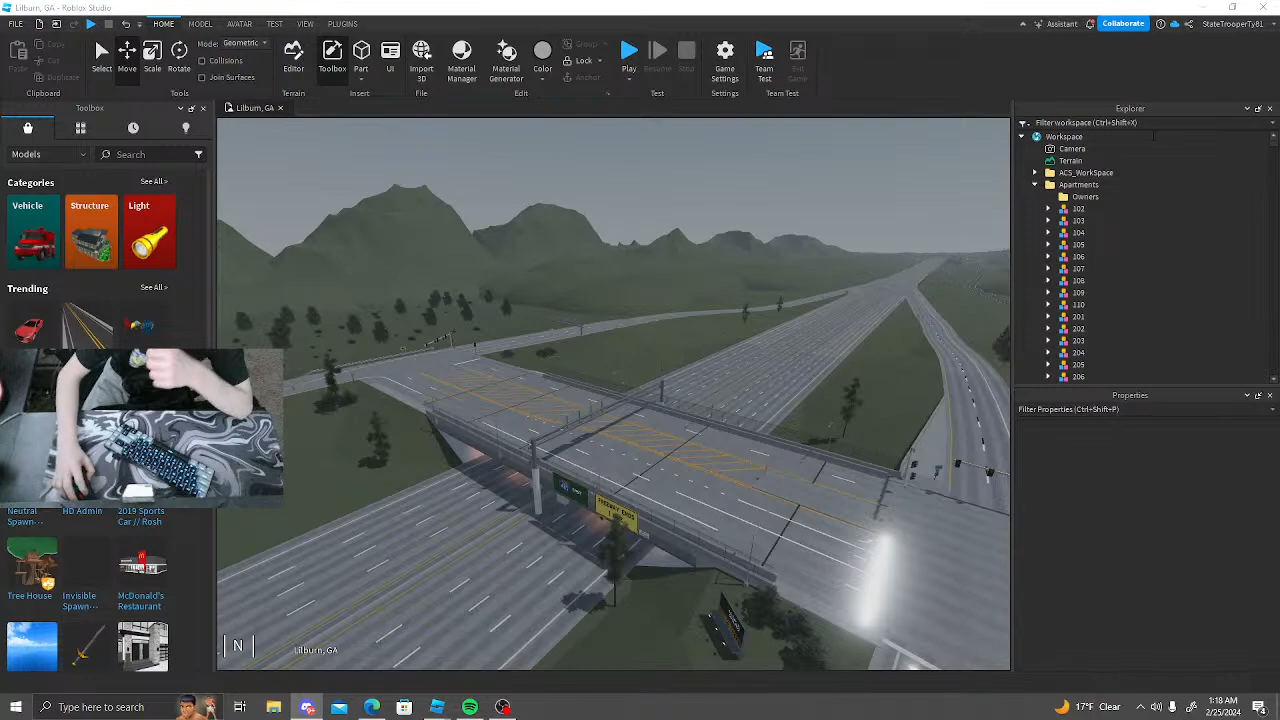 Lilburn, GA - Roblox Studio
FILE
HOME
MODEL
AVATAR
TEST
VIEW
PLUGINS
Assistant
Collaborate
StateTrooperTy81
Paste
Copy
Cut
Duplicate
Clipboard
Select
Move
Scale
Rotate
Mode: Geometric
Collisions
Join Surfaces
Tools
Editor
Terrain
Toolbox
Part
UI
Insert
Import
3D
File
Material
Manager
Material
Generator
Color
Group
Lock
Anchor
Edit
Play
Resume
Stop
Test
Game
Settings
Settings
Team
Test
Exit
Game
Team Test
Toolbox
Models
Search
Categories
See All >
Vehicle
Structure
Light
Trending
See All >
Neutral
Spawn...
HD Admin
2019 Sports
Car // Rosh
Tree House
Invisible
Spawn...
McDonald's
Restaurant
Lilburn, GA
FREEWAY ENDS
N
Lilburn, GA
Explorer
Filter workspace (Ctrl+Shift+X)
Workspace
Camera
Terrain
ACS_WorkSpace
Apartments
Owners
102
103
104
105
106
107
108
109
110
201
202
203
204
205
206
Properties
Filter Properties (Ctrl+Shift+P)
Type here to search
17°F Clear
1:18 AM
2/25/2024